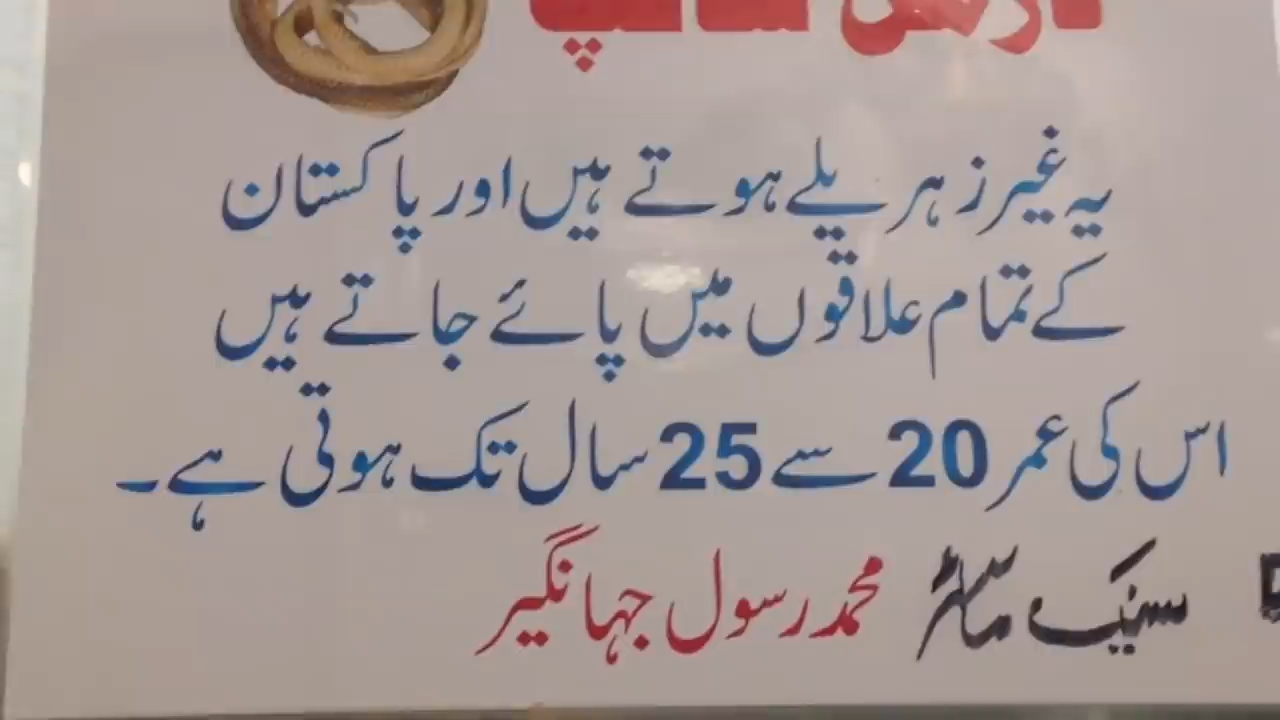 سانپ
یہ غیر زہریلے ہوتے ہیں اور پاکستان
کے تمام علاقوں میں پائے جاتے ہیں
اس کی عمر 20 سے 25 سال تک ہوتی ہے۔
سنیک ماسٹر محمد رسول جہانگیر